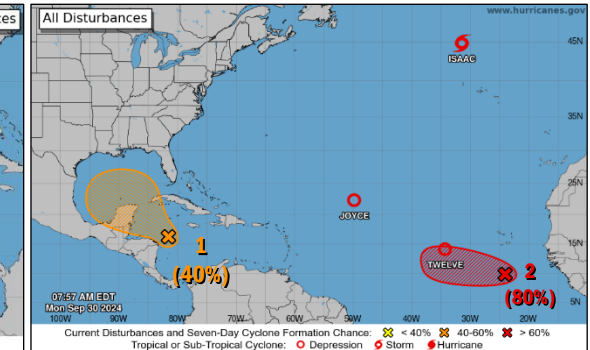 ces
All Disturbances
www.hurricanes.gov
45N
ISAAC
35N
25N
JOYCE
15N
TWELVE
1
(40%)
2
(80%)
07:57 AM EDT
Mon Sep 30 2024
5N
100W 90W 80W 70W 60W 50W 40W 30W 20W
Current Disturbances and Seven-Day Cyclone Formation Chance: < 40% 40-60% > 60%
Tropical or Sub-Tropical Cyclone: Depression Storm Hurricane